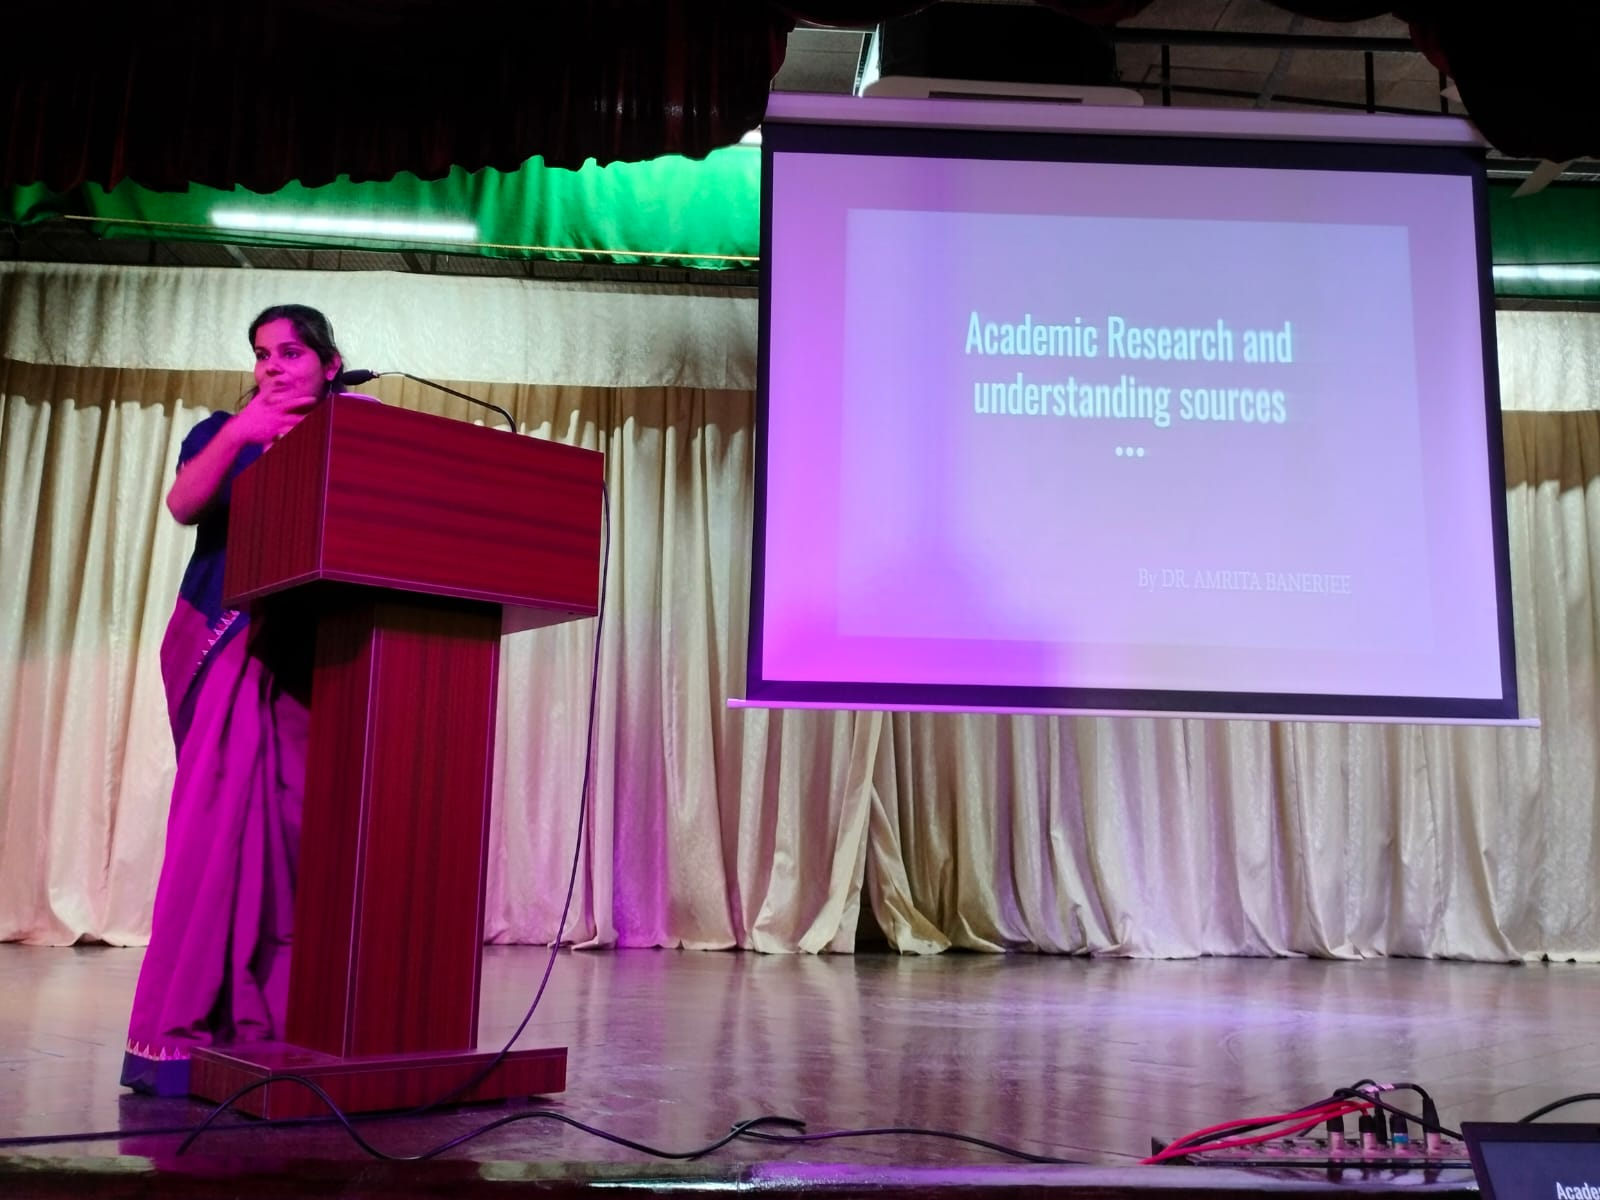 Academic Research and
understanding sources
By DR. AMRITA BANERJEE